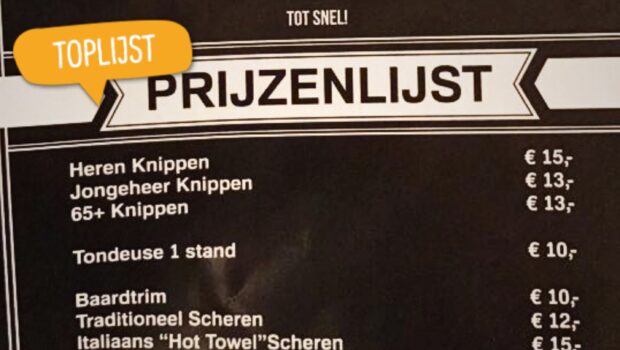 TOT SNEL!
TOPLIJST
PRIJZENLIJST
Heren Knippen € 15,-
Jongeheer Knippen € 13,-
65+ Knippen € 13,-
Tondeuse 1 stand € 10,-
Baardtrim € 10,-
Traditioneel Scheren € 12,-
Italiaans “Hot Towel”Scheren € 15,-